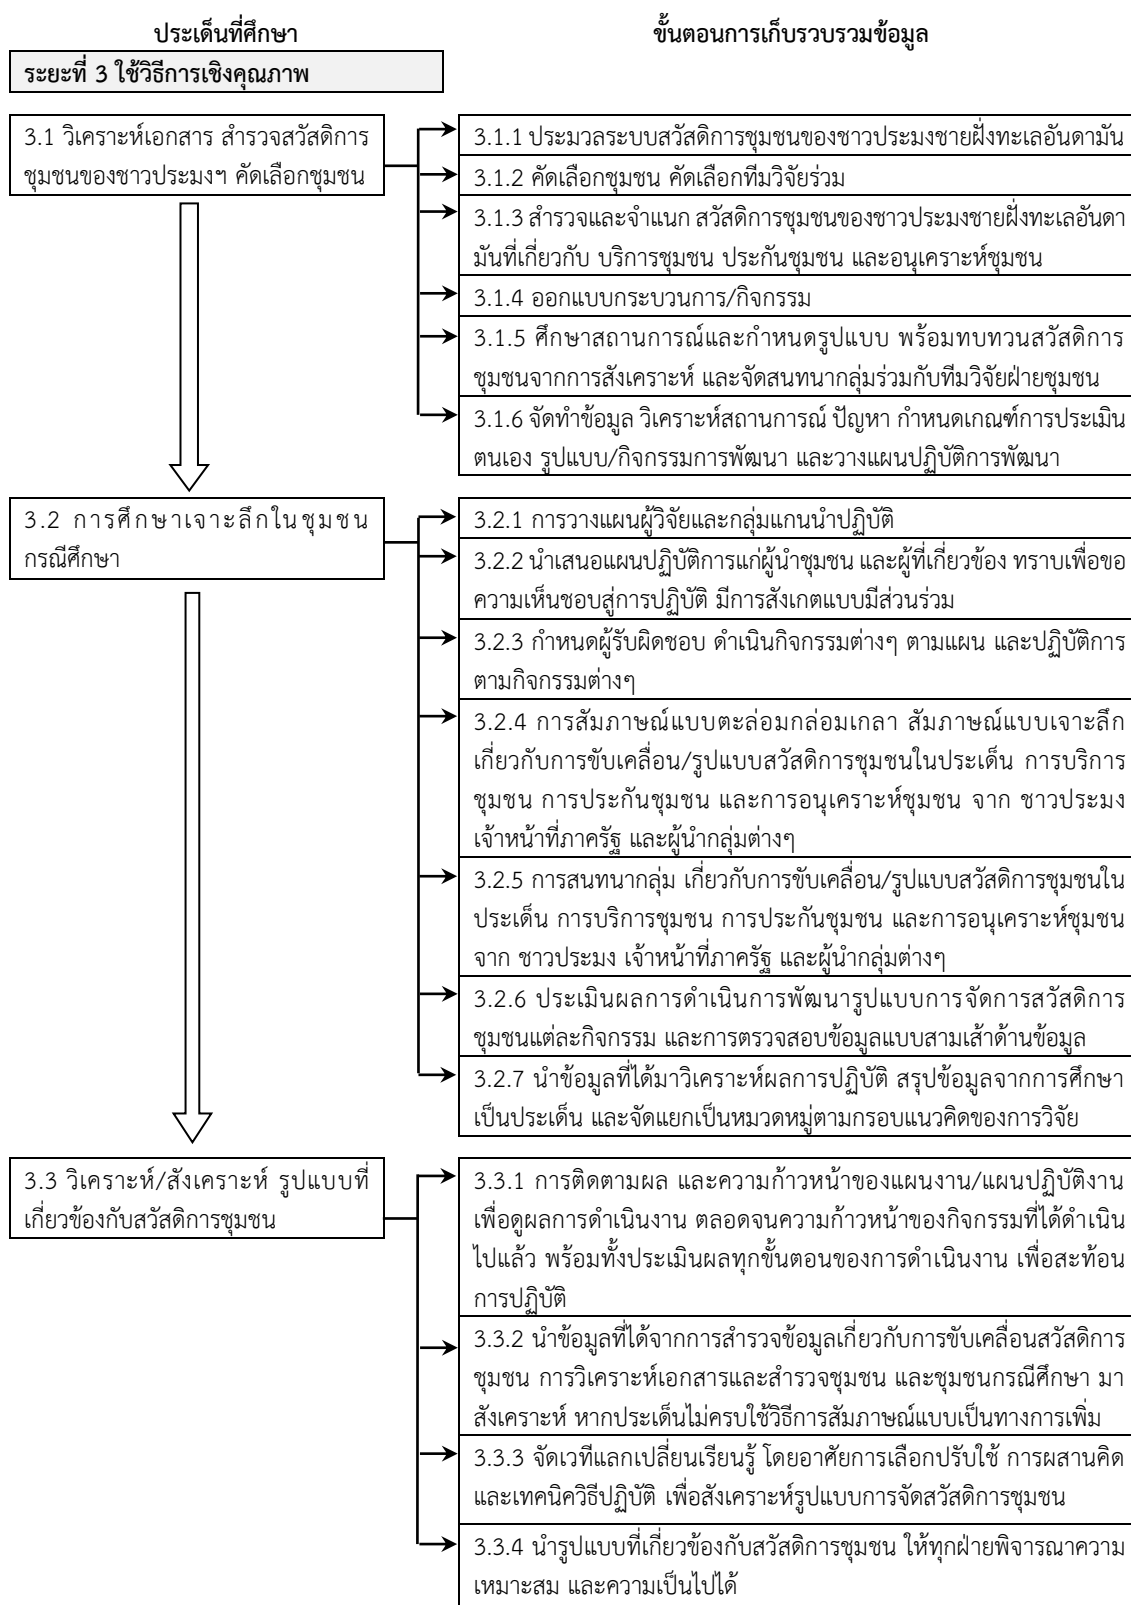 ประเด็นที่ศึกษา
ขั้นตอนการเก็บรวบรวมข้อมูล
ระยะที่ 3 ใช้วิธีการเชิงคุณภาพ
3.1 วิเคราะห์เอกสาร สำรวจสวัสดิการ
ชุมชนของชาวประมงฯ คัดเลือกชุมชน
3.1.1 ประมวลระบบสวัสดิการชุมชนของชาวประมงชายฝั่งทะเลอันดามัน
3.1.2 คัดเลือกชุมชน คัดเลือกทีมวิจัยร่วม
3.1.3 สำรวจและจำแนก สวัสดิการชุมชนของชาวประมงชายฝั่งทะเลอันดา
มันที่เกี่ยวกับ บริการชุมชน ประกันชุมชน และอนุเคราะห์ชุมชน
3.1.4 ออกแบบกระบวนการ/กิจกรรม
3.1.5 ศึกษาสถานการณ์และกำหนดรูปแบบ พร้อมทบทวนสวัสดิการ
ชุมชนจากการสังเคราะห์ และจัดสนทนากลุ่มร่วมกับทีมวิจัยฝ่ายชุมชน
3.1.6 จัดทำข้อมูล วิเคราะห์สถานการณ์ ปัญหา กำหนดเกณฑ์การประเมิน
ตนเอง รูปแบบ/กิจกรรมการพัฒนา และวางแผนปฏิบัติการพัฒนา
3.2 การศึกษาเจาะลึกในชุมชน
กรณีศึกษา
3.2.1 การวางแผนผู้วิจัยและกลุ่มแกนนำปฏิบัติ
3.2.2 นำเสนอแผนปฏิบัติการแก่ผู้นำชุมชน และผู้ที่เกี่ยวข้อง ทราบเพื่อขอ
ความเห็นชอบสู่การปฏิบัติ มีการสังเกตแบบมีส่วนร่วม
3.2.3 กำหนดผู้รับผิดชอบ ดำเนินกิจกรรมต่างๆ ตามแผน และปฏิบัติการ
ตามกิจกรรมต่างๆ
3.2.4 การสัมภาษณ์แบบตะล่อมกล่อมเกลา สัมภาษณ์แบบเจาะลึก
เกี่ยวกับการขับเคลื่อน/รูปแบบสวัสดิการชุมชนในประเด็น การบริการ
ชุมชน การประกันชุมชน และการอนุเคราะห์ชุมชน จาก ชาวประมง
เจ้าหน้าที่ภาครัฐ และผู้นำกลุ่มต่างๆ
3.2.5 การสนทนากลุ่ม เกี่ยวกับการขับเคลื่อน/รูปแบบสวัสดิการชุมชนใน
ประเด็น การบริการชุมชน การประกันชุมชน และการอนุเคราะห์ชุมชน
จาก ชาวประมง เจ้าหน้าที่ภาครัฐ และผู้นำกลุ่มต่างๆ
3.2.6 ประเมินผลการดำเนินการพัฒนารูปแบบการจัดการสวัสดิการ
ชุมชนแต่ละกิจกรรม และการตรวจสอบข้อมูลแบบสามเส้าด้านข้อมูล
3.2.7 นำข้อมูลที่ได้มาวิเคราะห์ผลการปฏิบัติ สรุปข้อมูลจากการศึกษา
เป็นประเด็น และจัดแยกเป็นหมวดหมู่ตามกรอบแนวคิดของการวิจัย
3.3 วิเคราะห์/สังเคราะห์ รูปแบบที่
เกี่ยวข้องกับสวัสดิการชุมชน
3.3.1 การติดตามผล และความก้าวหน้าของแผนงาน/แผนปฏิบัติงาน
เพื่อดูผลการดำเนินงาน ตลอดจนความก้าวหน้าของกิจกรรมที่ได้ดำเนิน
ไปแล้ว พร้อมทั้งประเมินผลทุกขั้นตอนของการดำเนินงาน เพื่อสะท้อน
การปฏิบัติ
3.3.2 นำข้อมูลที่ได้จากการสำรวจข้อมูลเกี่ยวกับการขับเคลื่อนสวัสดิการ
ชุมชน การวิเคราะห์เอกสารและสำรวจชุมชน และชุมชนกรณีศึกษา มา
สังเคราะห์ หากประเด็นไม่ครบใช้วิธีการสัมภาษณ์แบบเป็นทางการเพิ่ม
3.3.3 จัดเวทีแลกเปลี่ยนเรียนรู้ โดยอาศัยการเลือกปรับใช้ การผสานคิด
และเทคนิควิธีปฏิบัติ เพื่อสังเคราะห์รูปแบบการจัดสวัสดิการชุมชน
3.3.4 นำรูปแบบที่เกี่ยวข้องกับสวัสดิการชุมชน ให้ทุกฝ่ายพิจารณาความ
เหมาะสม และความเป็นไปได้